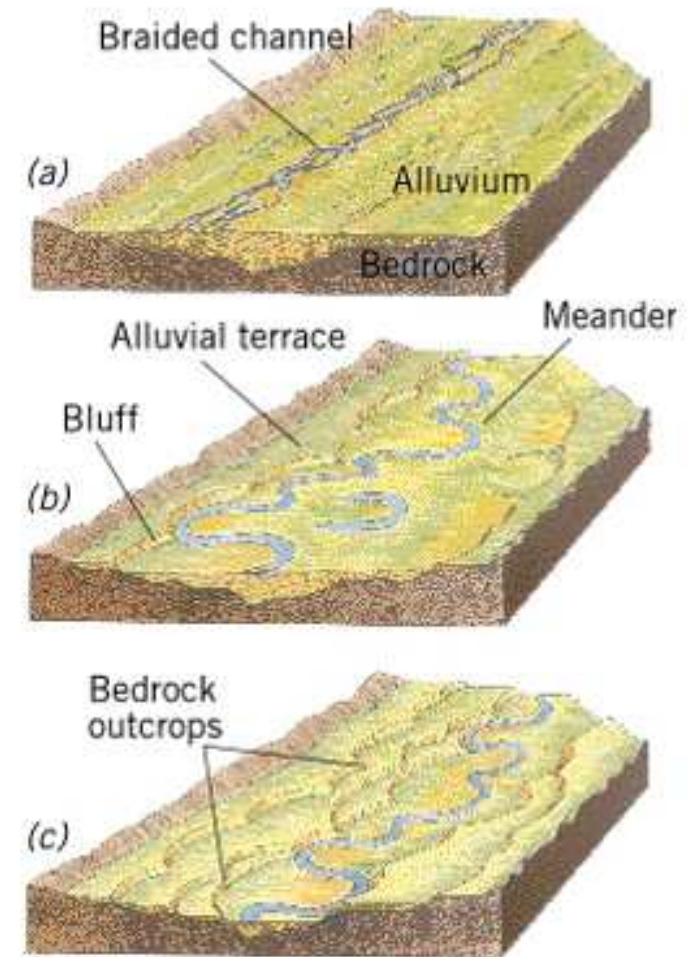 Braided channel
(a)
Alluvium
Bedrock
Alluvial terrace
Meander
Bluff
(b)
Bedrock
outcrops
(c)